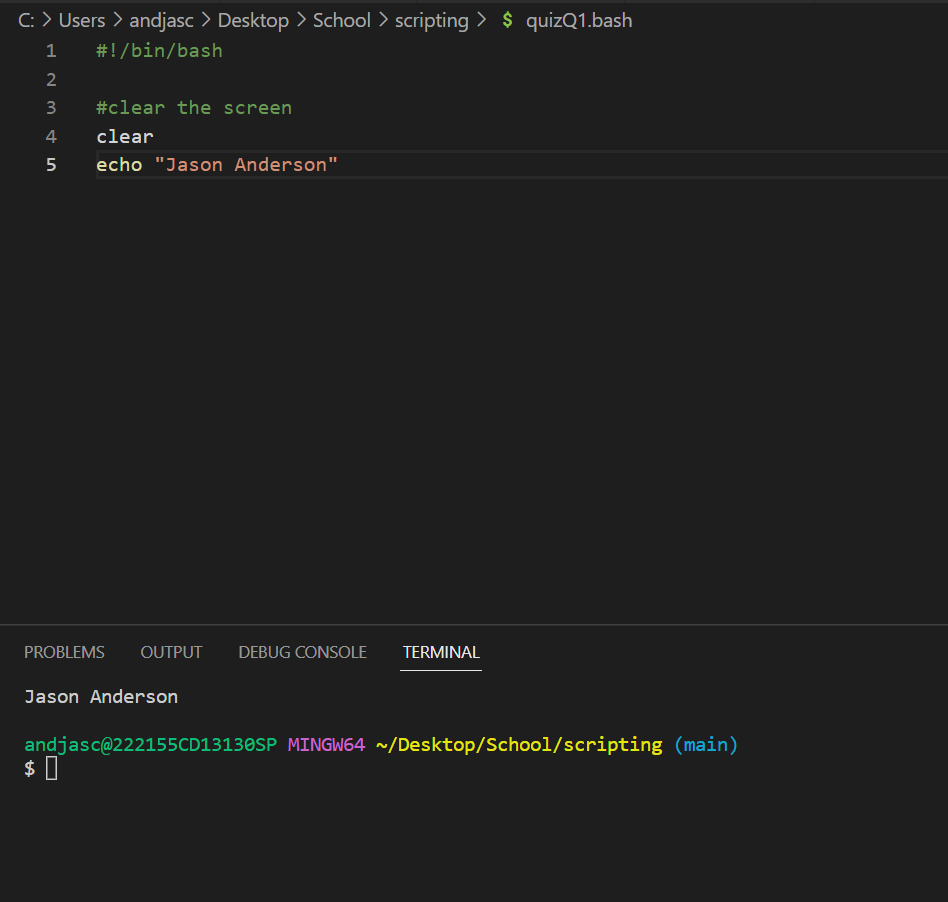 C: > Users > andjasc > Desktop > School > scripting > $ quizQ1.bash
1 #!/bin/bash
2
3 #clear the screen
4 clear
5 echo "Jason Anderson"
PROBLEMS OUTPUT DEBUG CONSOLE TERMINAL
Jason Anderson
andjasc@222155CD13130SP MINGW64 ~/Desktop/School/scripting (main)
$